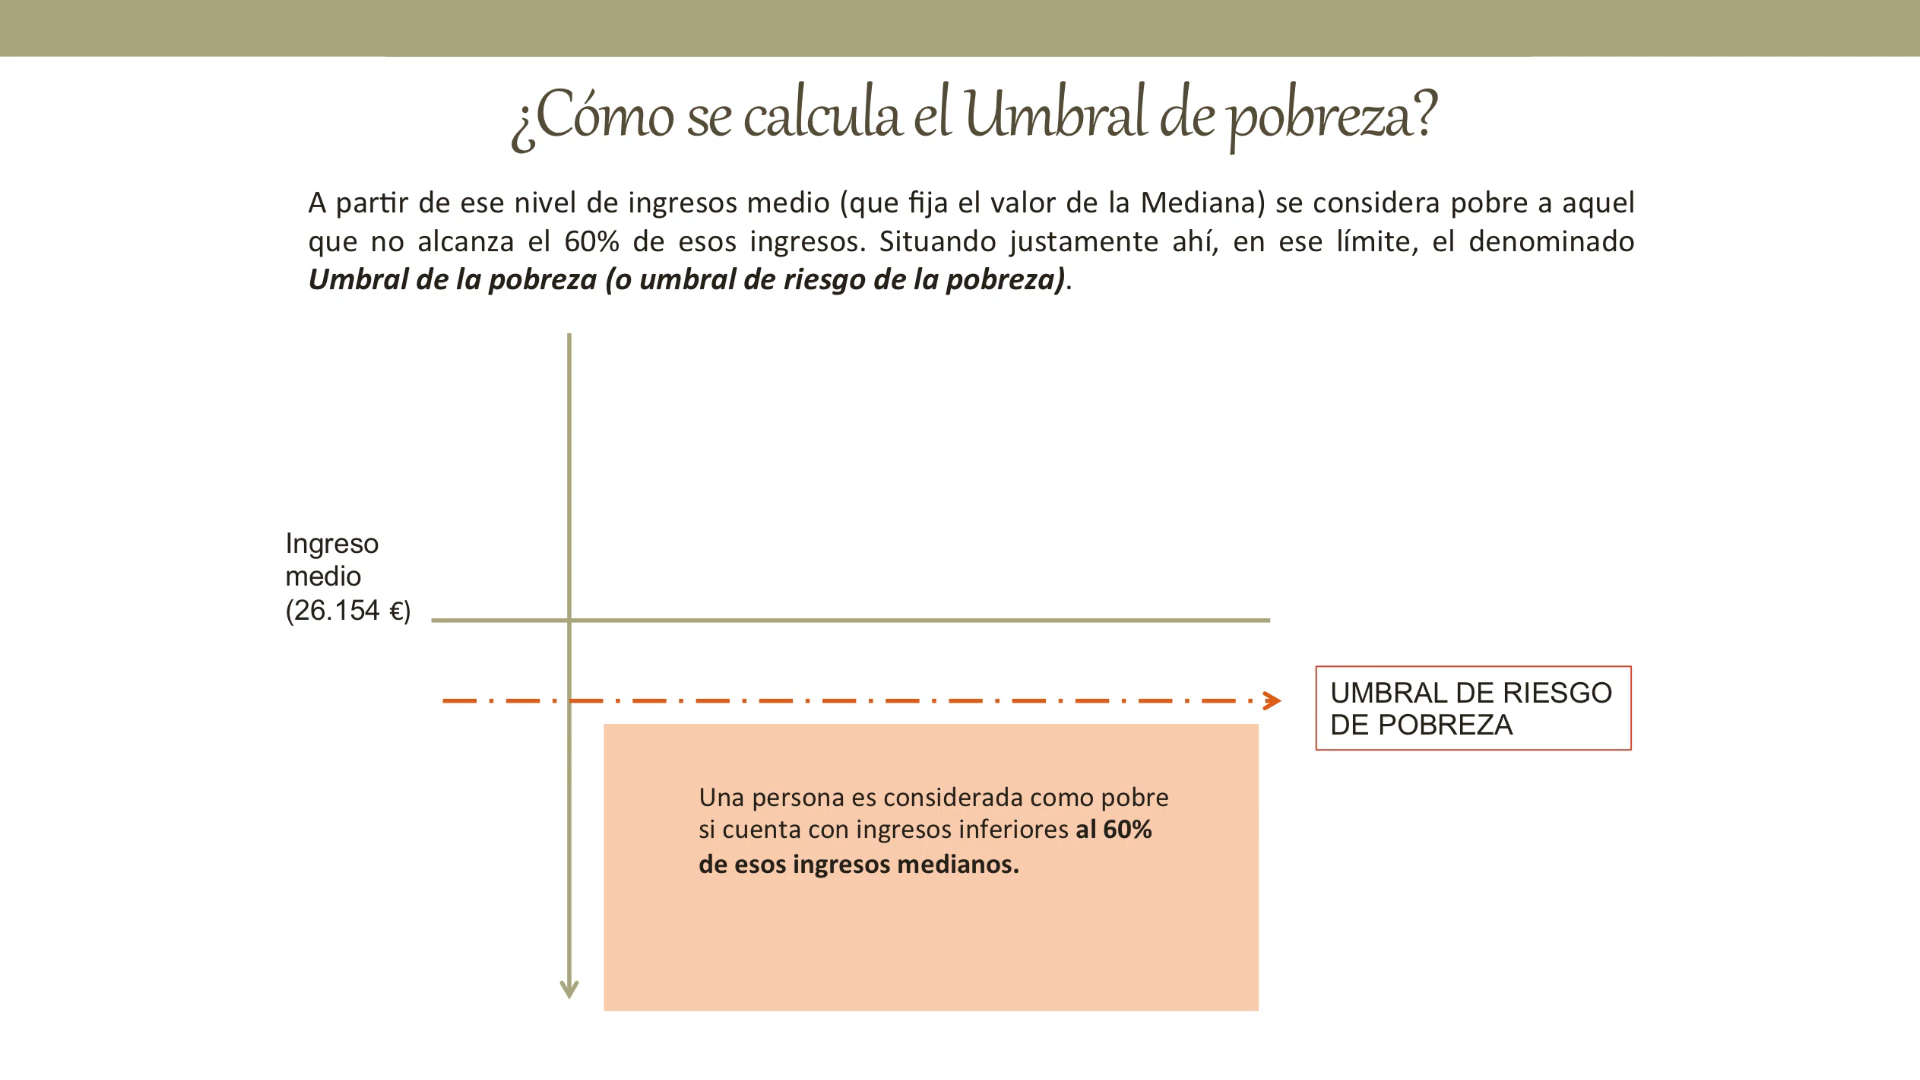 ¿Cómo se calcula el Umbral de pobreza?
A partir de ese nivel de ingresos medio (que fija el valor de la Mediana) se considera pobre a aquel
que no alcanza el 60% de esos ingresos. Situando justamente ahí, en ese límite, el denominado
Umbral de la pobreza (o umbral de riesgo de la pobreza).
Ingreso
medio
(26.154 €)
UMBRAL DE RIESGO
DE POBREZA
Una persona es considerada como pobre
si cuenta con ingresos inferiores al 60%
de esos ingresos medianos.